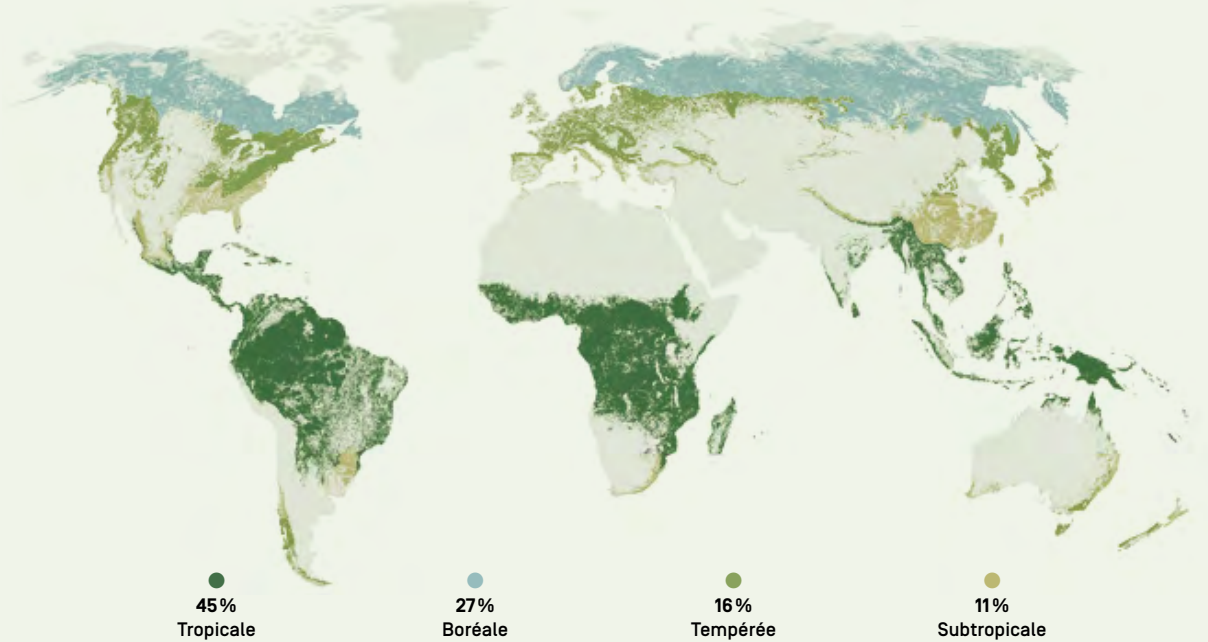 45 %
Tropicale
27 %
Boréale
16 %
Tempérée
11 %
Subtropicale